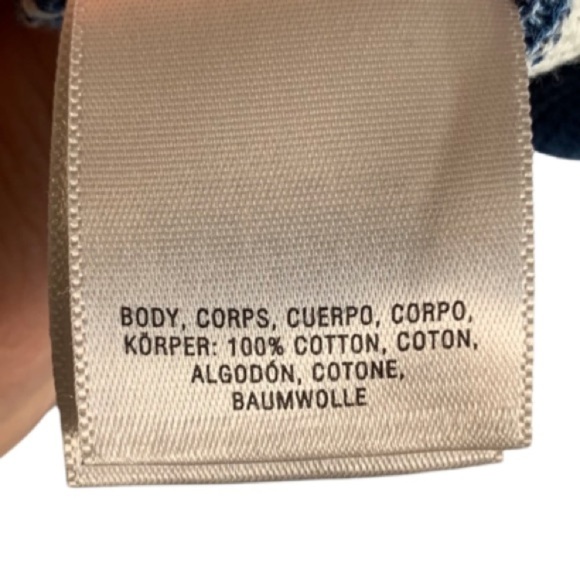 BODY, CORPS, CUERPO, CORPO,
KÖRPER: 100% COTTON, COTON,
ALGODÓN, COTONE,
BAUMWOLLE